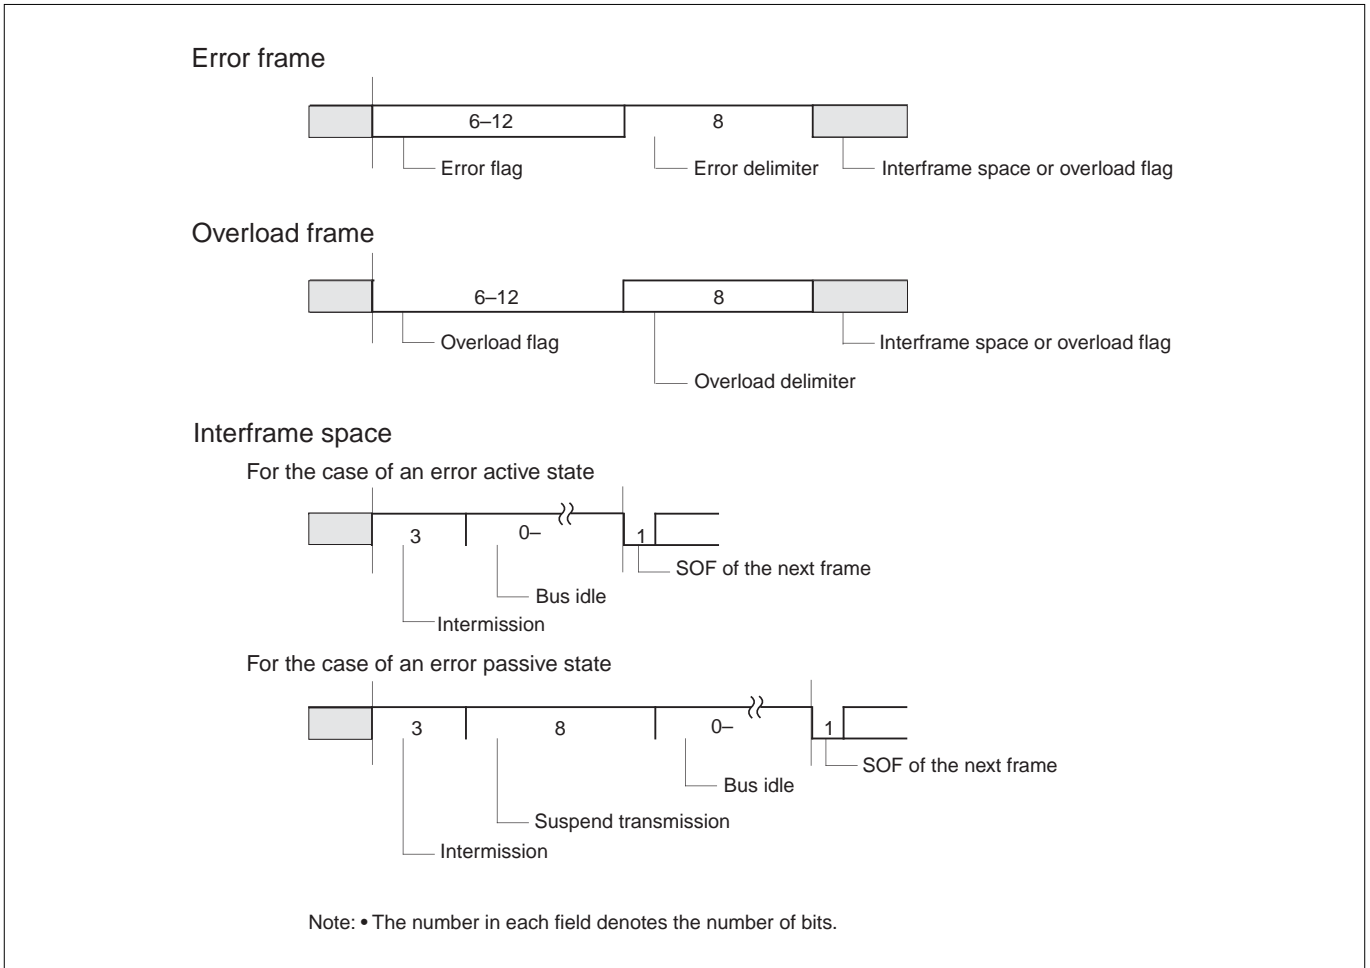 Error frame
6–12
8
Error flag
Error delimiter
Interframe space or overload flag
Overload frame
6–12
8
Overload flag
Interframe space or overload flag
Overload delimiter
Interframe space
For the case of an error active state
3
0–
1
SOF of the next frame
Bus idle
Intermission
For the case of an error passive state
3
8
0–
1
SOF of the next frame
Bus idle
Suspend transmission
Intermission
Note: • The number in each field denotes the number of bits.